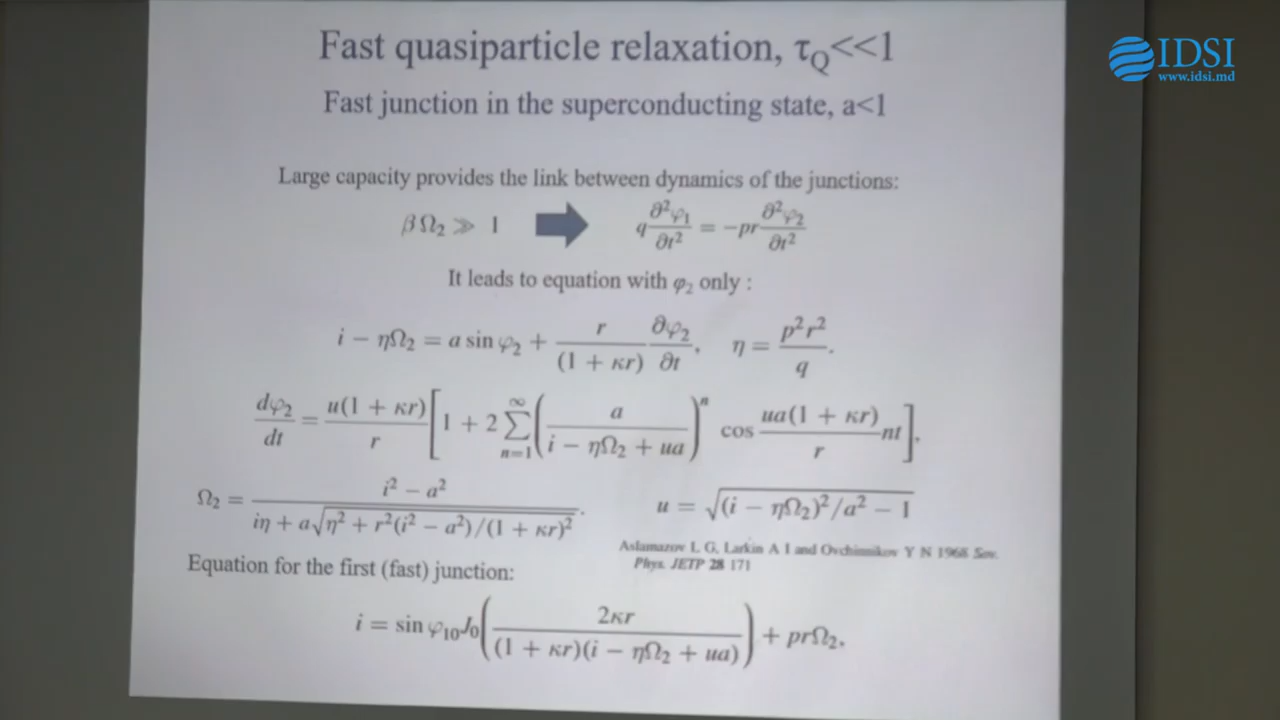 Fast quasiparticle relaxation, τ_Q<<1
IDSI
www.idsi.md
Fast junction in the superconducting state, a<1
Large capacity provides the link between dynamics of the junctions:
βΩ₂ ≫ 1 q ∂²φ₁/∂t² = −pr ∂²φ₂/∂t²
It leads to equation with φ₂ only :
i − ηΩ₂ = a sin φ₂ + r/(1 + κr) ∂φ₂/∂t, η = p²r²/q.
dφ₂/dt = u(1 + κr)/r [1 + 2 ∑_{n=1}^{∞} (a/(i − ηΩ₂ + ua))ⁿ cos ua(1 + κr)/r nt],
Ω₂ = (i² − a²)/(iη + a√(η² + r²(i² − a²)/(1 + κr)²)). u = √((i − ηΩ₂)²/a² − 1)
Aslamazov L G, Larkin A I and Ovchinnikov Y N 1968 Sov.
Phys. JETP 28 171
Equation for the first (fast) junction:
i = sin φ₁₀J₀(2κr/((1 + κr)(i − ηΩ₂ + ua))) + prΩ₂,